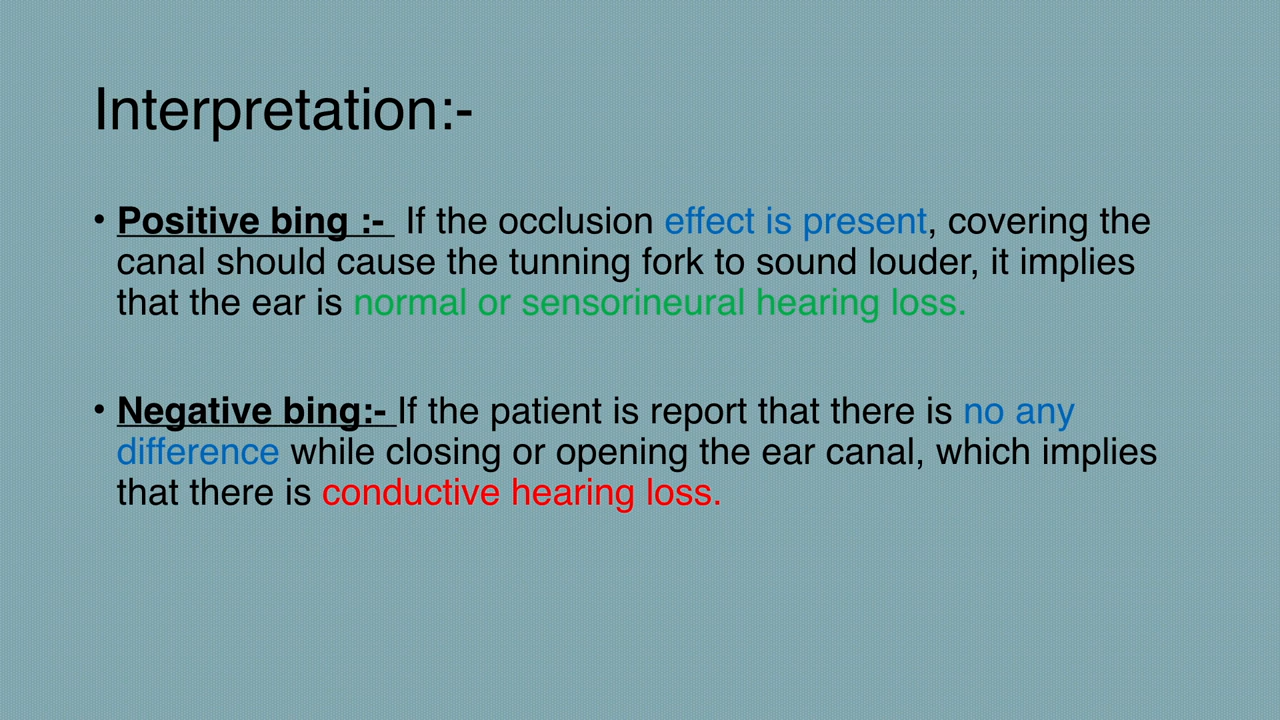 Interpretation:-
• Positive bing :- If the occlusion effect is present, covering the
canal should cause the tunning fork to sound louder, it implies
that the ear is normal or sensorineural hearing loss.
• Negative bing:- If the patient is report that there is no any
difference while closing or opening the ear canal, which implies
that there is conductive hearing loss.